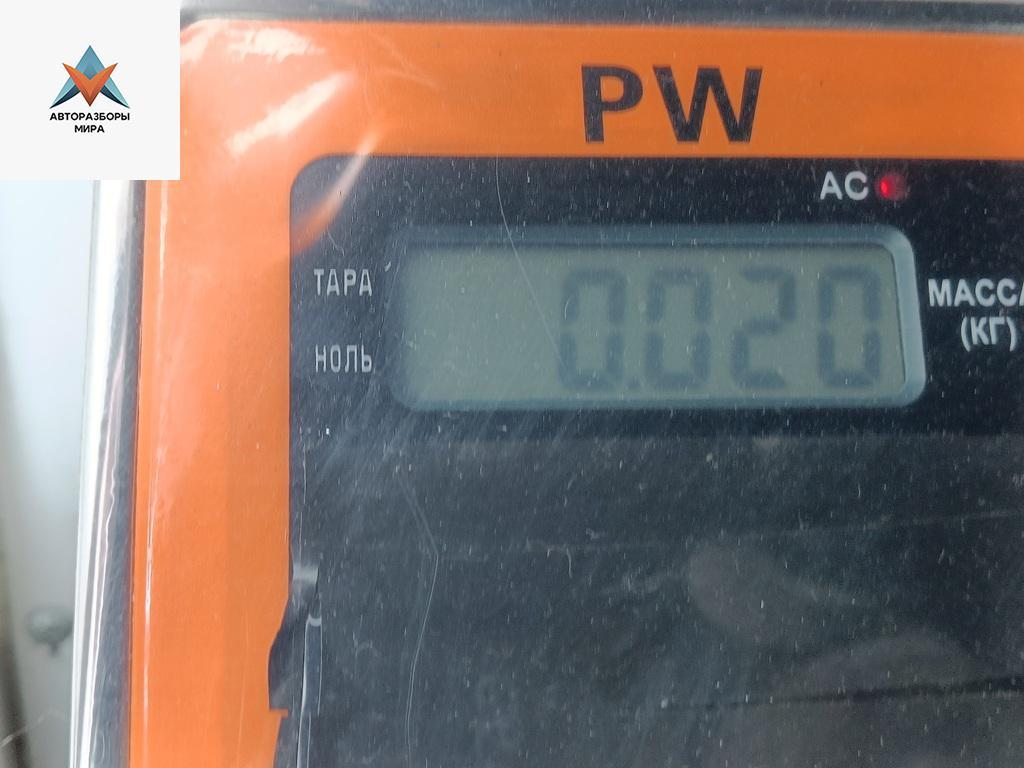 АВТОРАЗБОРЫ
МИРА
PW
AC
ТАРА
0.020
МАССА
(КГ)
НОЛЬ